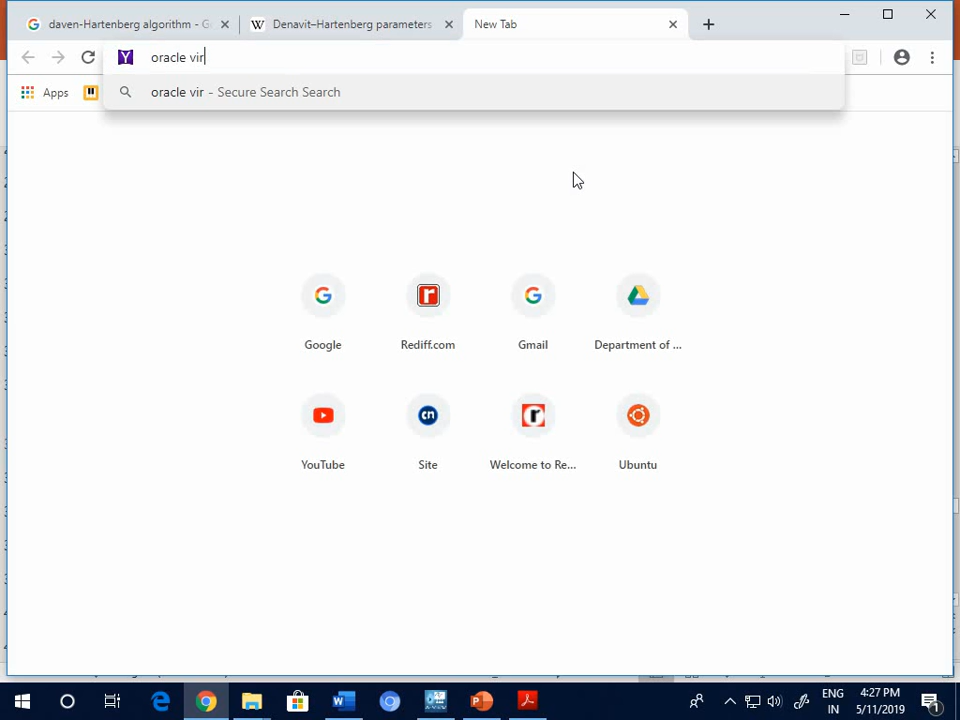 daven-Hartenberg algorithm - G
Denavit–Hartenberg parameters
New Tab
oracle vir
Apps
oracle vir - Secure Search Search
Google
Rediff.com
Gmail
Department of ...
YouTube
Site
Welcome to Re...
Ubuntu
ENG
IN
4:27 PM
5/11/2019
1